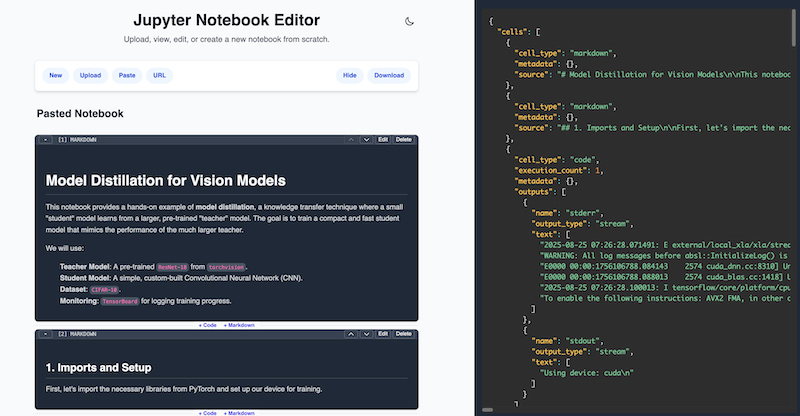 Jupyter Notebook Editor
Upload, view, edit, or create a new notebook from scratch.
New Upload Paste URL Hide Download
Pasted Notebook
- [1] MARKDOWN Edit Delete
Model Distillation for Vision Models
This notebook provides a hands-on example of model distillation, a knowledge transfer technique where a small
"student" model learns from a larger, pre-trained "teacher" model. The goal is to train a compact and fast student
model that mimics the performance of the much larger teacher.
We will use:
Teacher Model: A pre-trained ResNet-18 from torchvision.
Student Model: A simple, custom-built Convolutional Neural Network (CNN).
Dataset: CIFAR-10.
Monitoring: TensorBoard for logging training progress.
+ Code + Markdown
- [2] MARKDOWN Edit Delete
1. Imports and Setup
First, let's import the necessary libraries from PyTorch and set up our device for training.
+ Code + Markdown
{
"cells": [
{
"cell_type": "markdown",
"metadata": {},
"source": "# Model Distillation for Vision Models\n\nThis notebo
},
{
"cell_type": "markdown",
"metadata": {},
"source": "## 1. Imports and Setup\n\nFirst, let's import the nec
},
{
"cell_type": "code",
"execution_count": 1,
"metadata": {},
"outputs": [
{
"name": "stderr",
"output_type": "stream",
"text": [
"2025-08-25 07:26:28.071491: E external/local_xla/xla/strea
"WARNING: All log messages before absl::InitializeLog() is
"E0000 00:00:1756106788.084143 2574 cuda_dnn.cc:8310] Un
"E0000 00:00:1756106788.088013 2574 cuda_blas.cc:1418] U
"2025-08-25 07:26:28.100013: I tensorflow/core/platform/cpu
"To enable the following instructions: AVX2 FMA, in other c
]
},
{
"name": "stdout",
"output_type": "stream",
"text": [
"Using device: cuda\n"
]
}